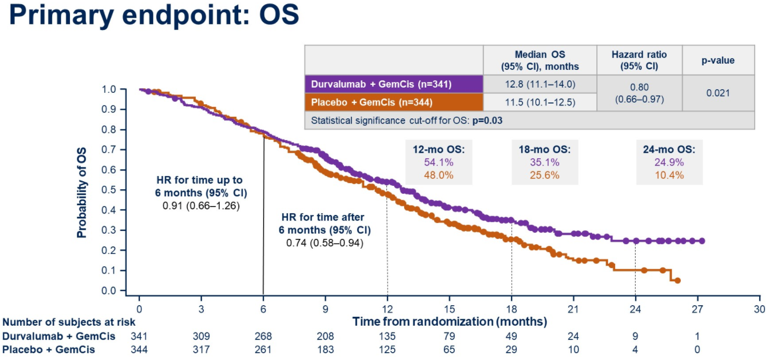 Primary endpoint: OS
Median OS (95% CI), months
Hazard ratio (95% CI)
p-value
Durvalumab + GemCis (n=341) 12.8 (11.1–14.0) 0.80 (0.66–0.97) 0.021
Placebo + GemCis (n=344) 11.5 (10.1–12.5)
Statistical significance cut-off for OS: p=0.03
12-mo OS:
54.1%
48.0%
18-mo OS:
35.1%
25.6%
24-mo OS:
24.9%
10.4%
Probability of OS
1.0
0.9
0.8
0.7
0.6
0.5
0.4
0.3
0.2
0.1
0.0
HR for time up to
6 months (95% CI)
0.91 (0.66–1.26)
HR for time after
6 months (95% CI)
0.74 (0.58–0.94)
0 3 6 9 12 15 18 21 24 27 30
Time from randomization (months)
Number of subjects at risk
Durvalumab + GemCis 341 309 268 208 135 79 49 24 9 1
Placebo + GemCis 344 317 261 183 125 65 29 10 4 0